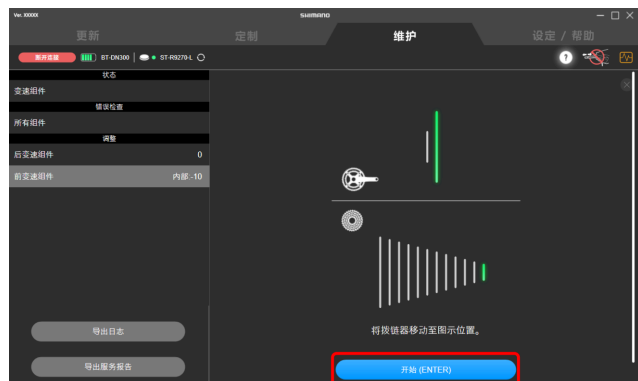 Ver. XXXXX
SHIMANO
更新
定制
维护
设定 / 帮助
断开连接
BT-DN300
ST-R9270-L
?
状态
变速组件
错误检查
所有组件
调整
后变速组件 0
前变速组件 内部:-10
将拨链器移动至图示位置。
导出日志
导出服务报告
开始 (ENTER)